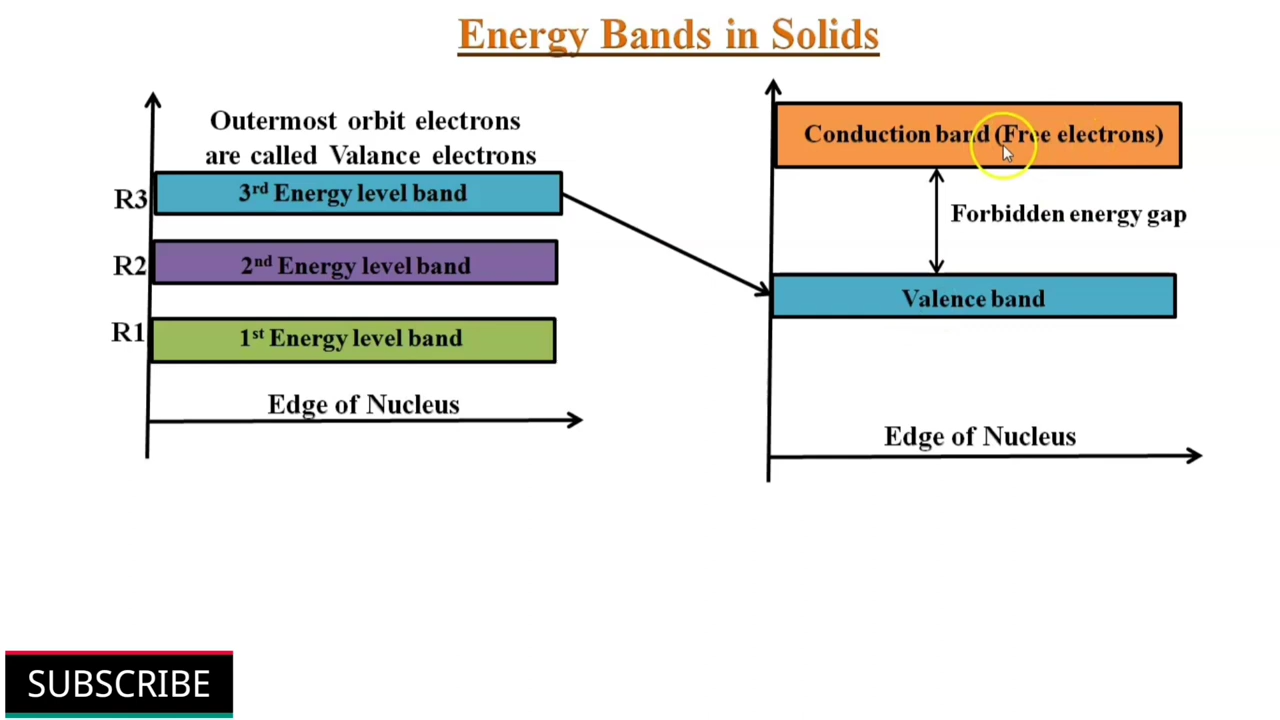 Energy Bands in Solids
Outermost orbit electrons
are called Valance electrons
R3
3rd Energy level band
R2
2nd Energy level band
R1
1st Energy level band
Edge of Nucleus
Conduction band (Free electrons)
Forbidden energy gap
Valence band
Edge of Nucleus
SUBSCRIBE